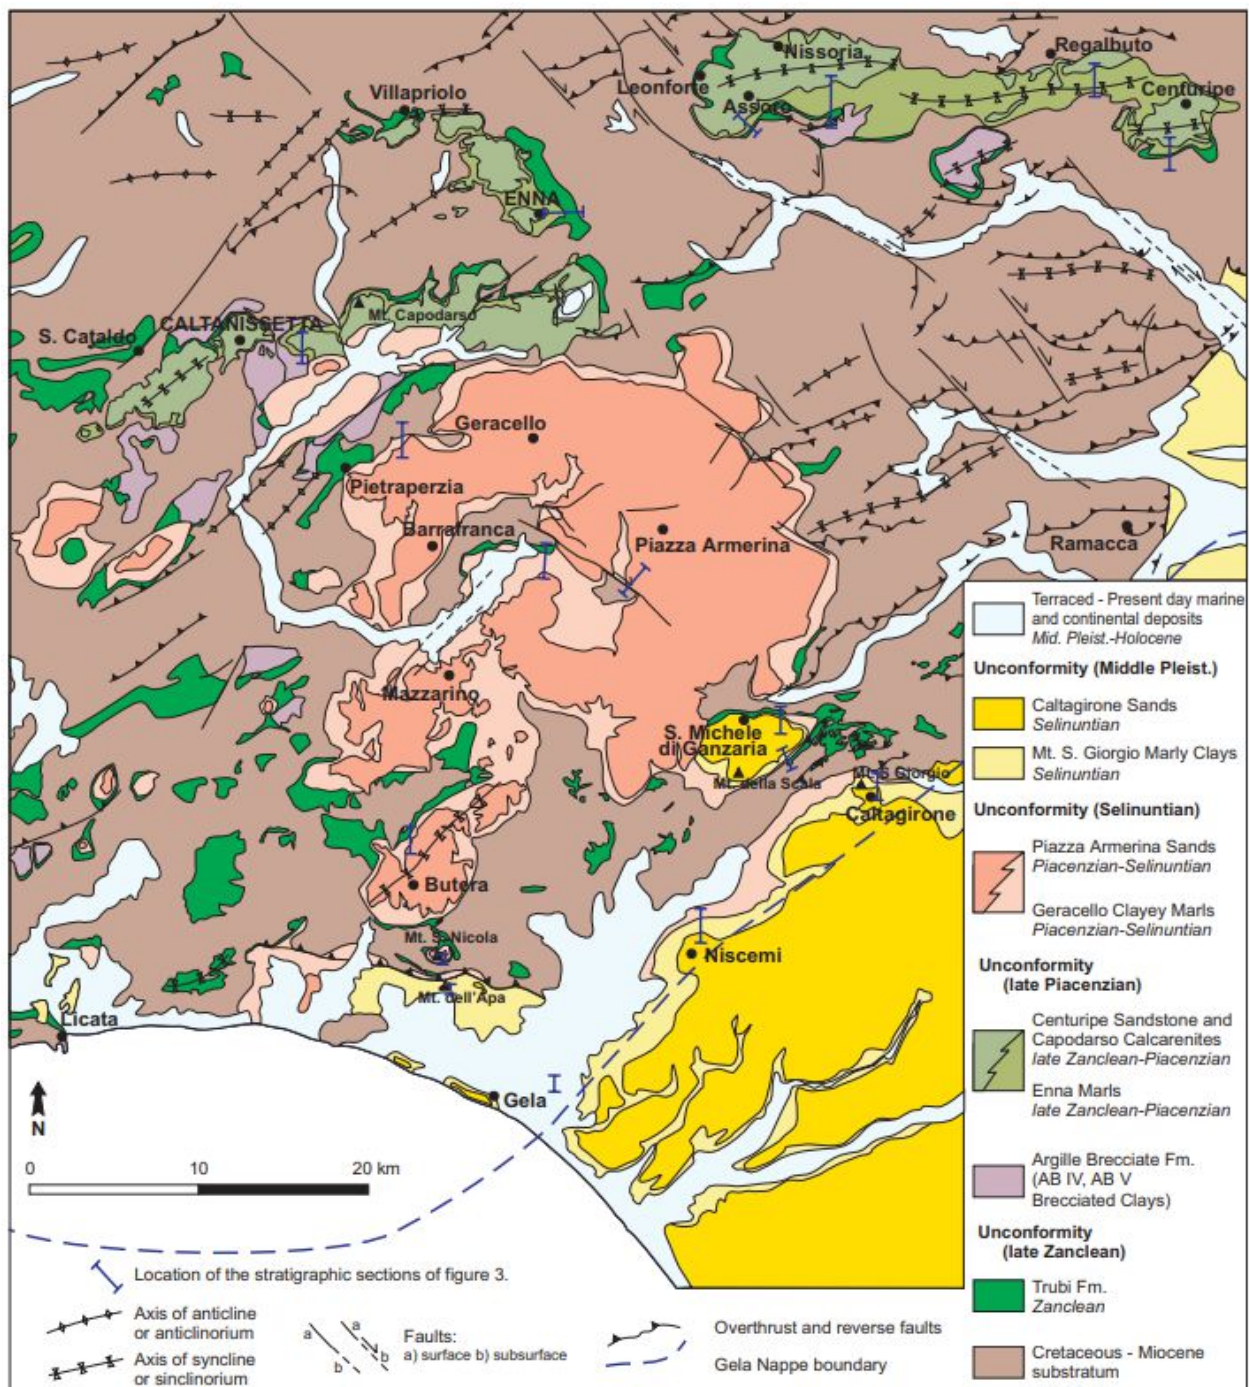 Nissoria
Regalbuto
Leonforte
Villapriolo
Centuripe
Assoro
ENNA
Mt. Capodarso
CALTANISSETTA
S. Cataldo
Geracello
Pietraperzia
Barrafranca
Piazza Armerina
Ramacca
Mazzarino
S. Michele
di Ganzaria
Mt. della Scala
Mt. S Giorgio
Caltagirone
Butera
Mt. S. Nicola
Niscemi
Mt. dell'Apa
Licata
Gela
N
0 10 20 km
Terraced - Present day marine
and continental deposits
Mid. Pleist.-Holocene
Unconformity (Middle Pleist.)
Caltagirone Sands
Selinuntian
Mt. S. Giorgio Marly Clays
Selinuntian
Unconformity (Selinuntian)
Piazza Armerina Sands
Piacenzian-Selinuntian
Geracello Clayey Marls
Piacenzian-Selinuntian
Unconformity
(late Piacenzian)
Centuripe Sandstone and
Capodarso Calcarenites
late Zanclean-Piacenzian
Enna Marls
late Zanclean-Piacenzian
Argille Brecciate Fm.
(AB IV, AB V
Brecciated Clays)
Unconformity
(late Zanclean)
Trubi Fm.
Zanclean
Cretaceous - Miocene
substratum
Location of the stratigraphic sections of figure 3.
Axis of anticline
or anticlinorium
Axis of syncline
or sinclinorium
a
b
a
b
Faults:
a) surface b) subsurface
Overthrust and reverse faults
Gela Nappe boundary